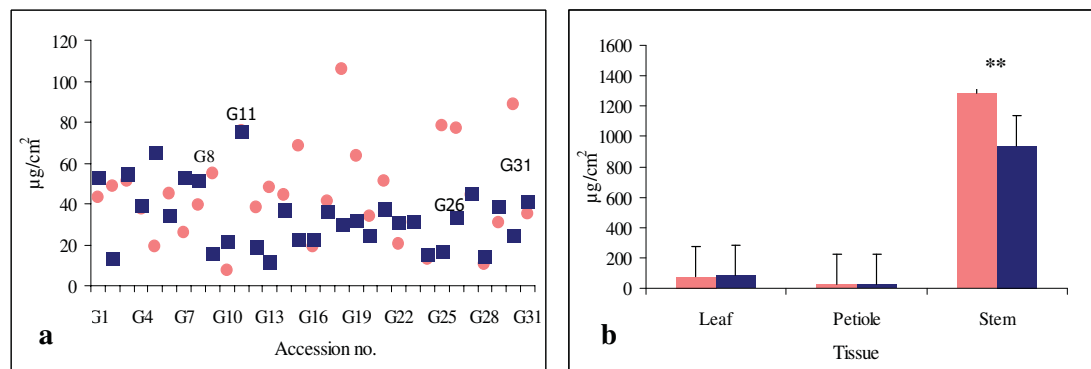 120
100
80
60
40
20
0
µg/cm²
G11
G8
G26
G31
G1 G4 G7 G10 G13 G16 G19 G22 G25 G28 G31
Accession no.
a
1600
1400
1200
1000
800
600
400
200
0
µg/cm²
**
Leaf Petiole Stem
Tissue
b